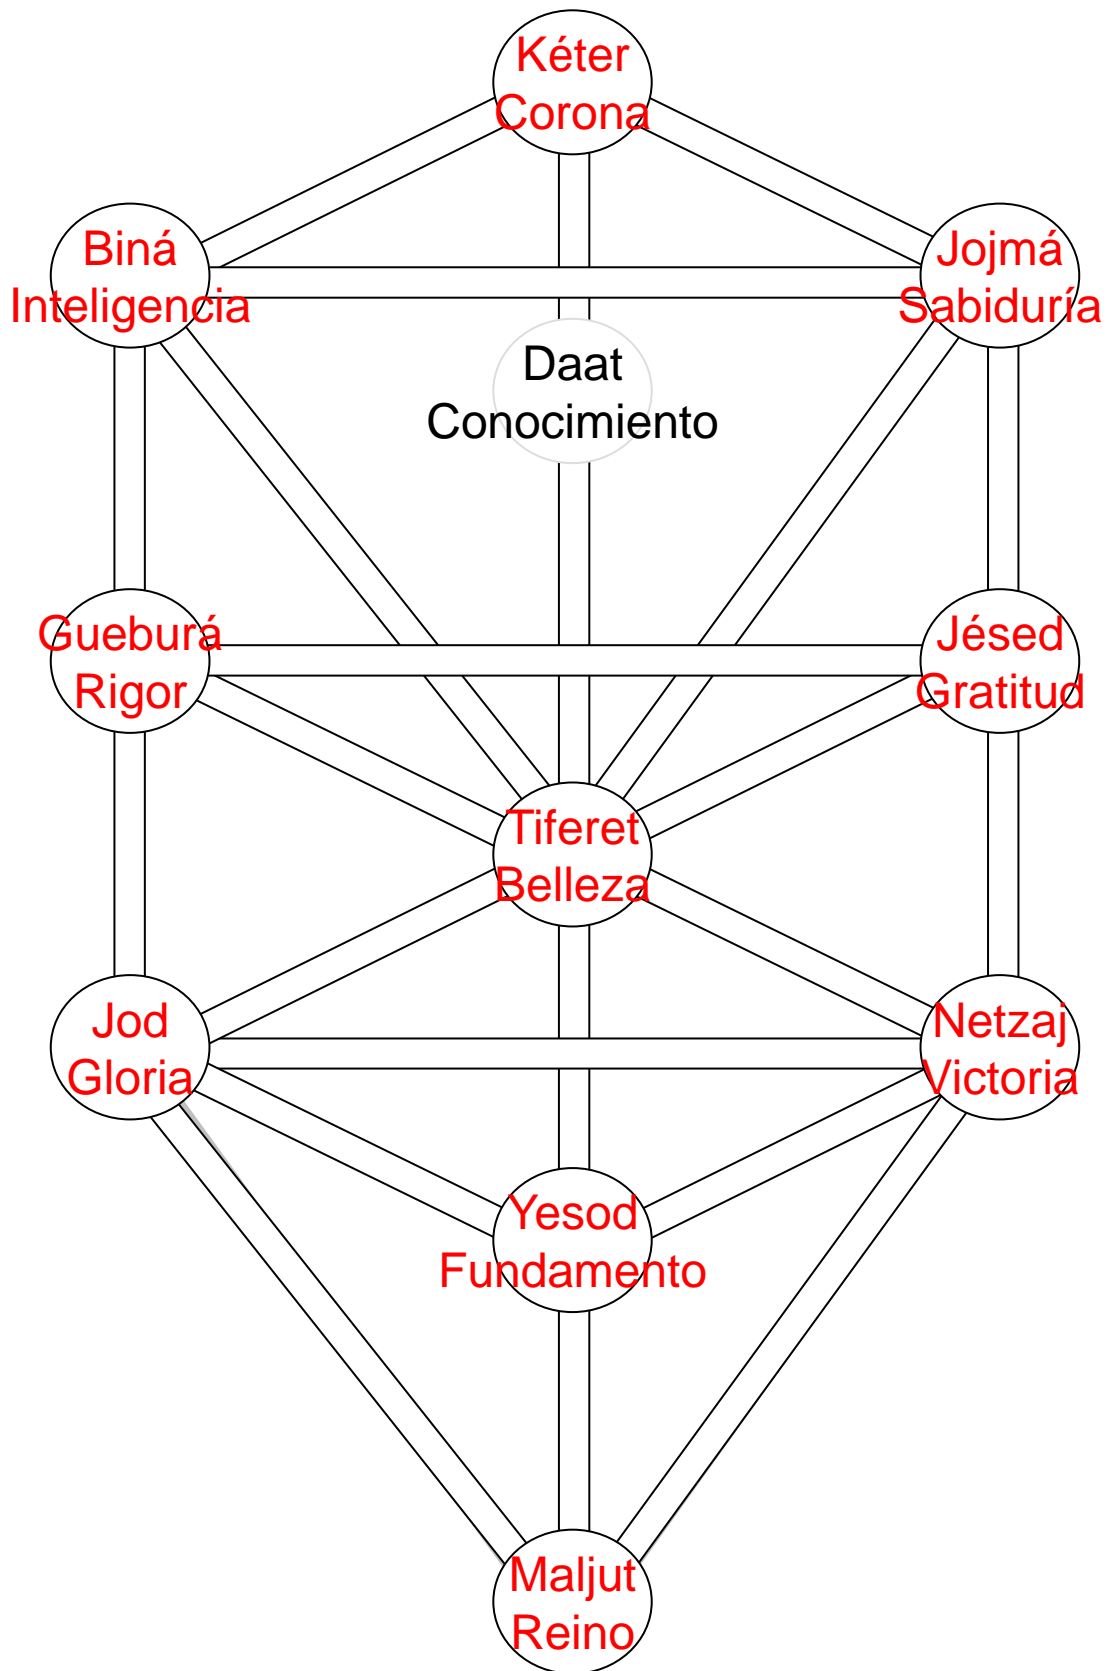 Kéter
Corona
Biná
Inteligencia
Jojmá
Sabiduría
Daat
Conocimiento
Gueburá
Rigor
Jésed
Gratitud
Tiferet
Belleza
Jod
Gloria
Netzaj
Victoria
Yesod
Fundamento
Maljut
Reino